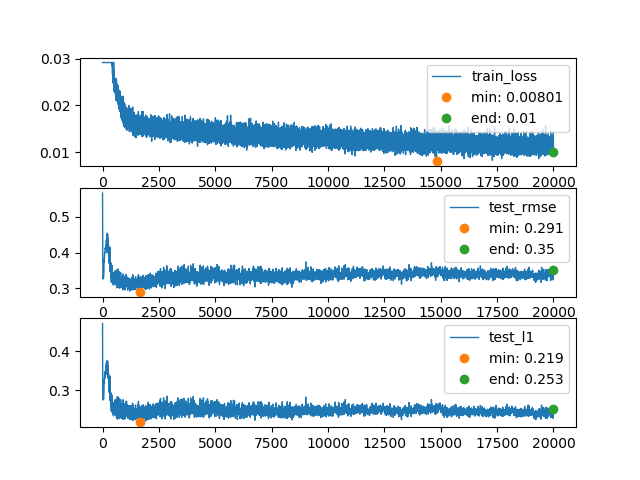 0.03
0.02
0.01
train_loss
min: 0.00801
end: 0.01
0 2500 5000 7500 10000 12500 15000 17500 20000
0.5
0.4
0.3
test_rmse
min: 0.291
end: 0.35
0 2500 5000 7500 10000 12500 15000 17500 20000
0.4
0.3
test_l1
min: 0.219
end: 0.253
0 2500 5000 7500 10000 12500 15000 17500 20000